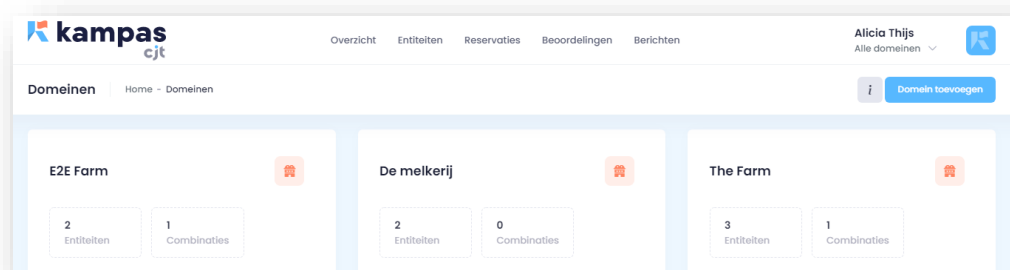 kampas
cjt
Overzicht Entiteiten Reservaties Beoordelingen Berichten
Alicia Thijs
Alle domeinen
Domeinen Home - Domeinen
i Domein toevoegen
E2E Farm
2 1
Entiteiten Combinaties
De melkerij
2 0
Entiteiten Combinaties
The Farm
3 1
Entiteiten Combinaties